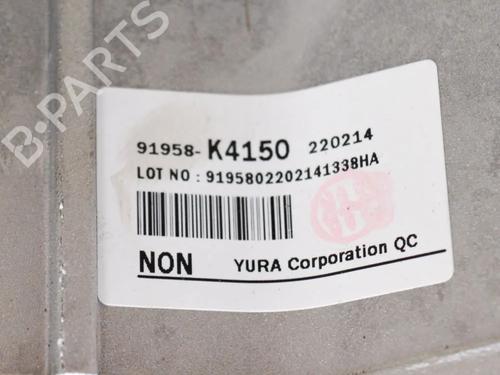 B-PARTS
91958-K4150 220214
LOT NO : 9195802202141338HA
NON YURA Corporation QC